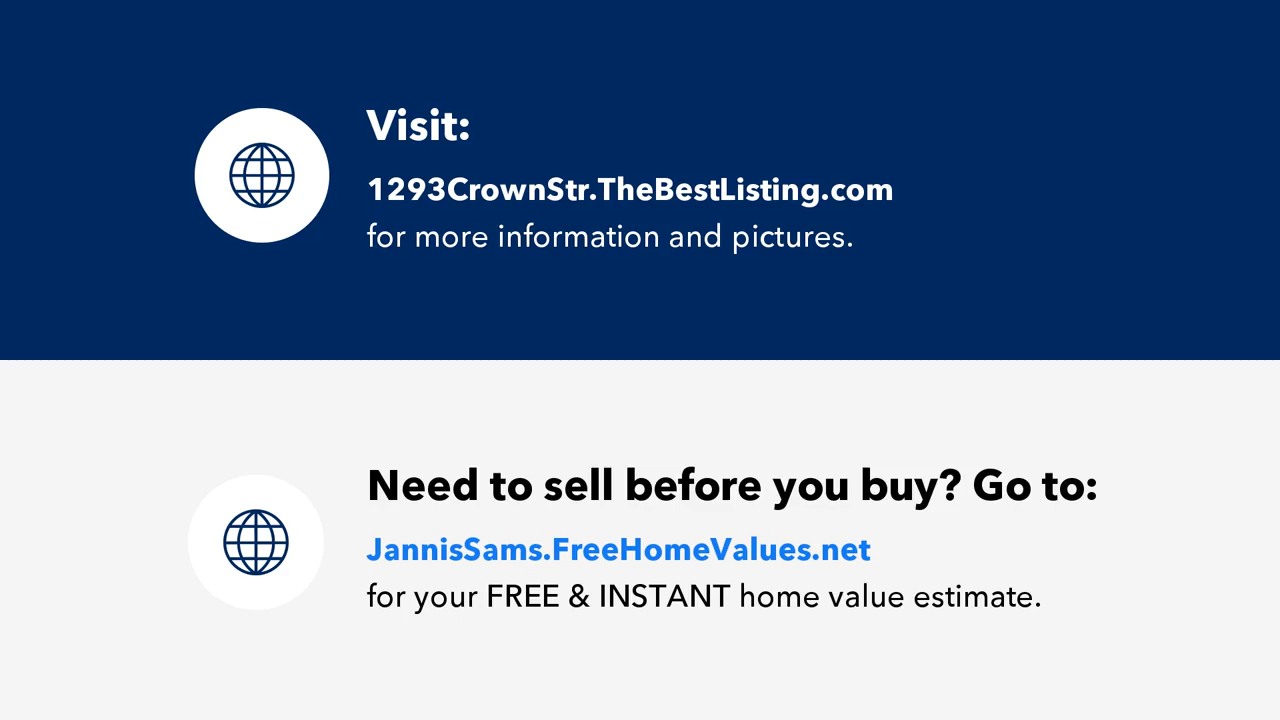 Visit:
1293CrownStr.TheBestListing.com
for more information and pictures.
Need to sell before you buy? Go to:
JannisSams.FreeHomeValues.net
for your FREE & INSTANT home value estimate.